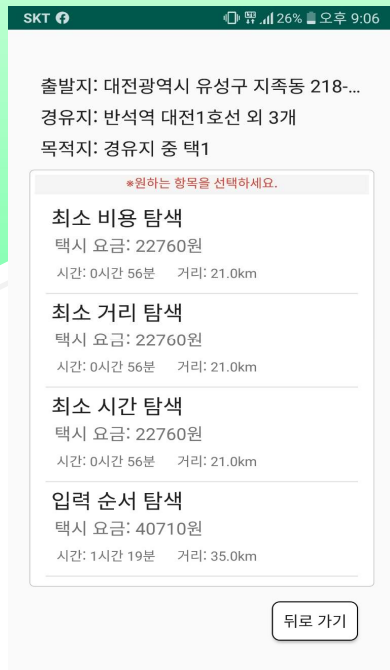 SKT 26% 오후 9:06
출발지: 대전광역시 유성구 지족동 218-...
경유지: 반석역 대전1호선 외 3개
목적지: 경유지 중 택1
※원하는 항목을 선택하세요.
최소 비용 탐색
택시 요금: 22760원
시간: 0시간 56분 거리: 21.0km
최소 거리 탐색
택시 요금: 22760원
시간: 0시간 56분 거리: 21.0km
최소 시간 탐색
택시 요금: 22760원
시간: 0시간 56분 거리: 21.0km
입력 순서 탐색
택시 요금: 40710원
시간: 1시간 19분 거리: 35.0km
뒤로 가기